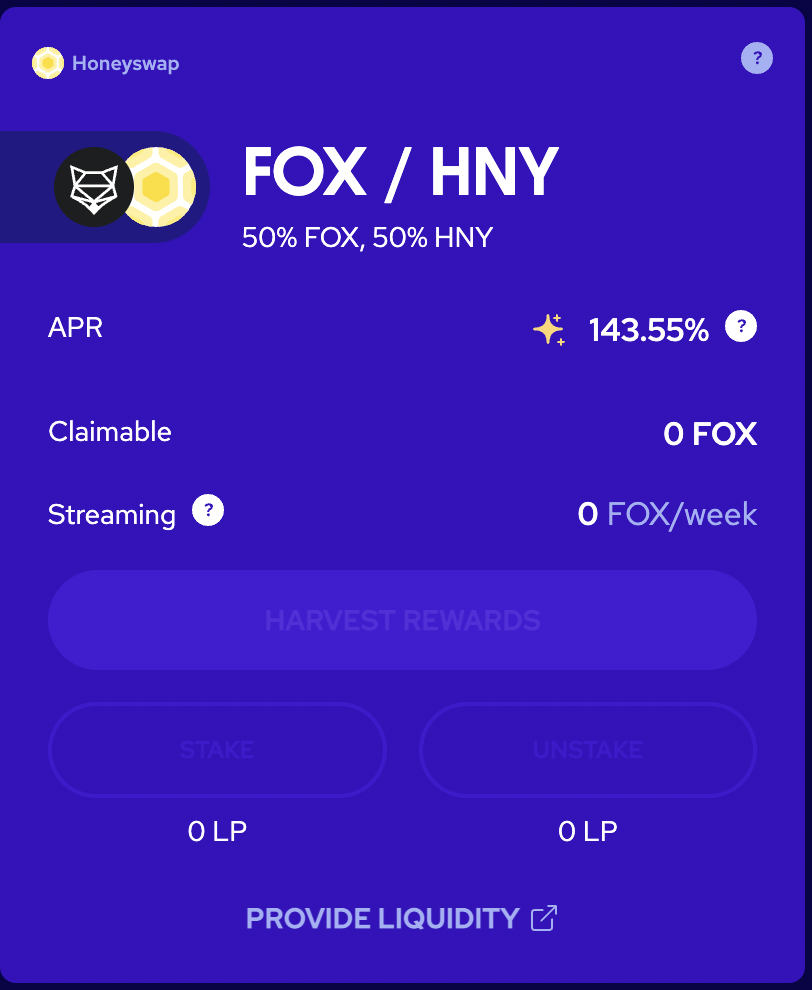 Honeyswap
?
FOX / HNY
50% FOX, 50% HNY
APR 143.55% ?
Claimable 0 FOX
Streaming ? 0 FOX/week
HARVEST REWARDS
STAKE UNSTAKE
0 LP 0 LP
PROVIDE LIQUIDITY